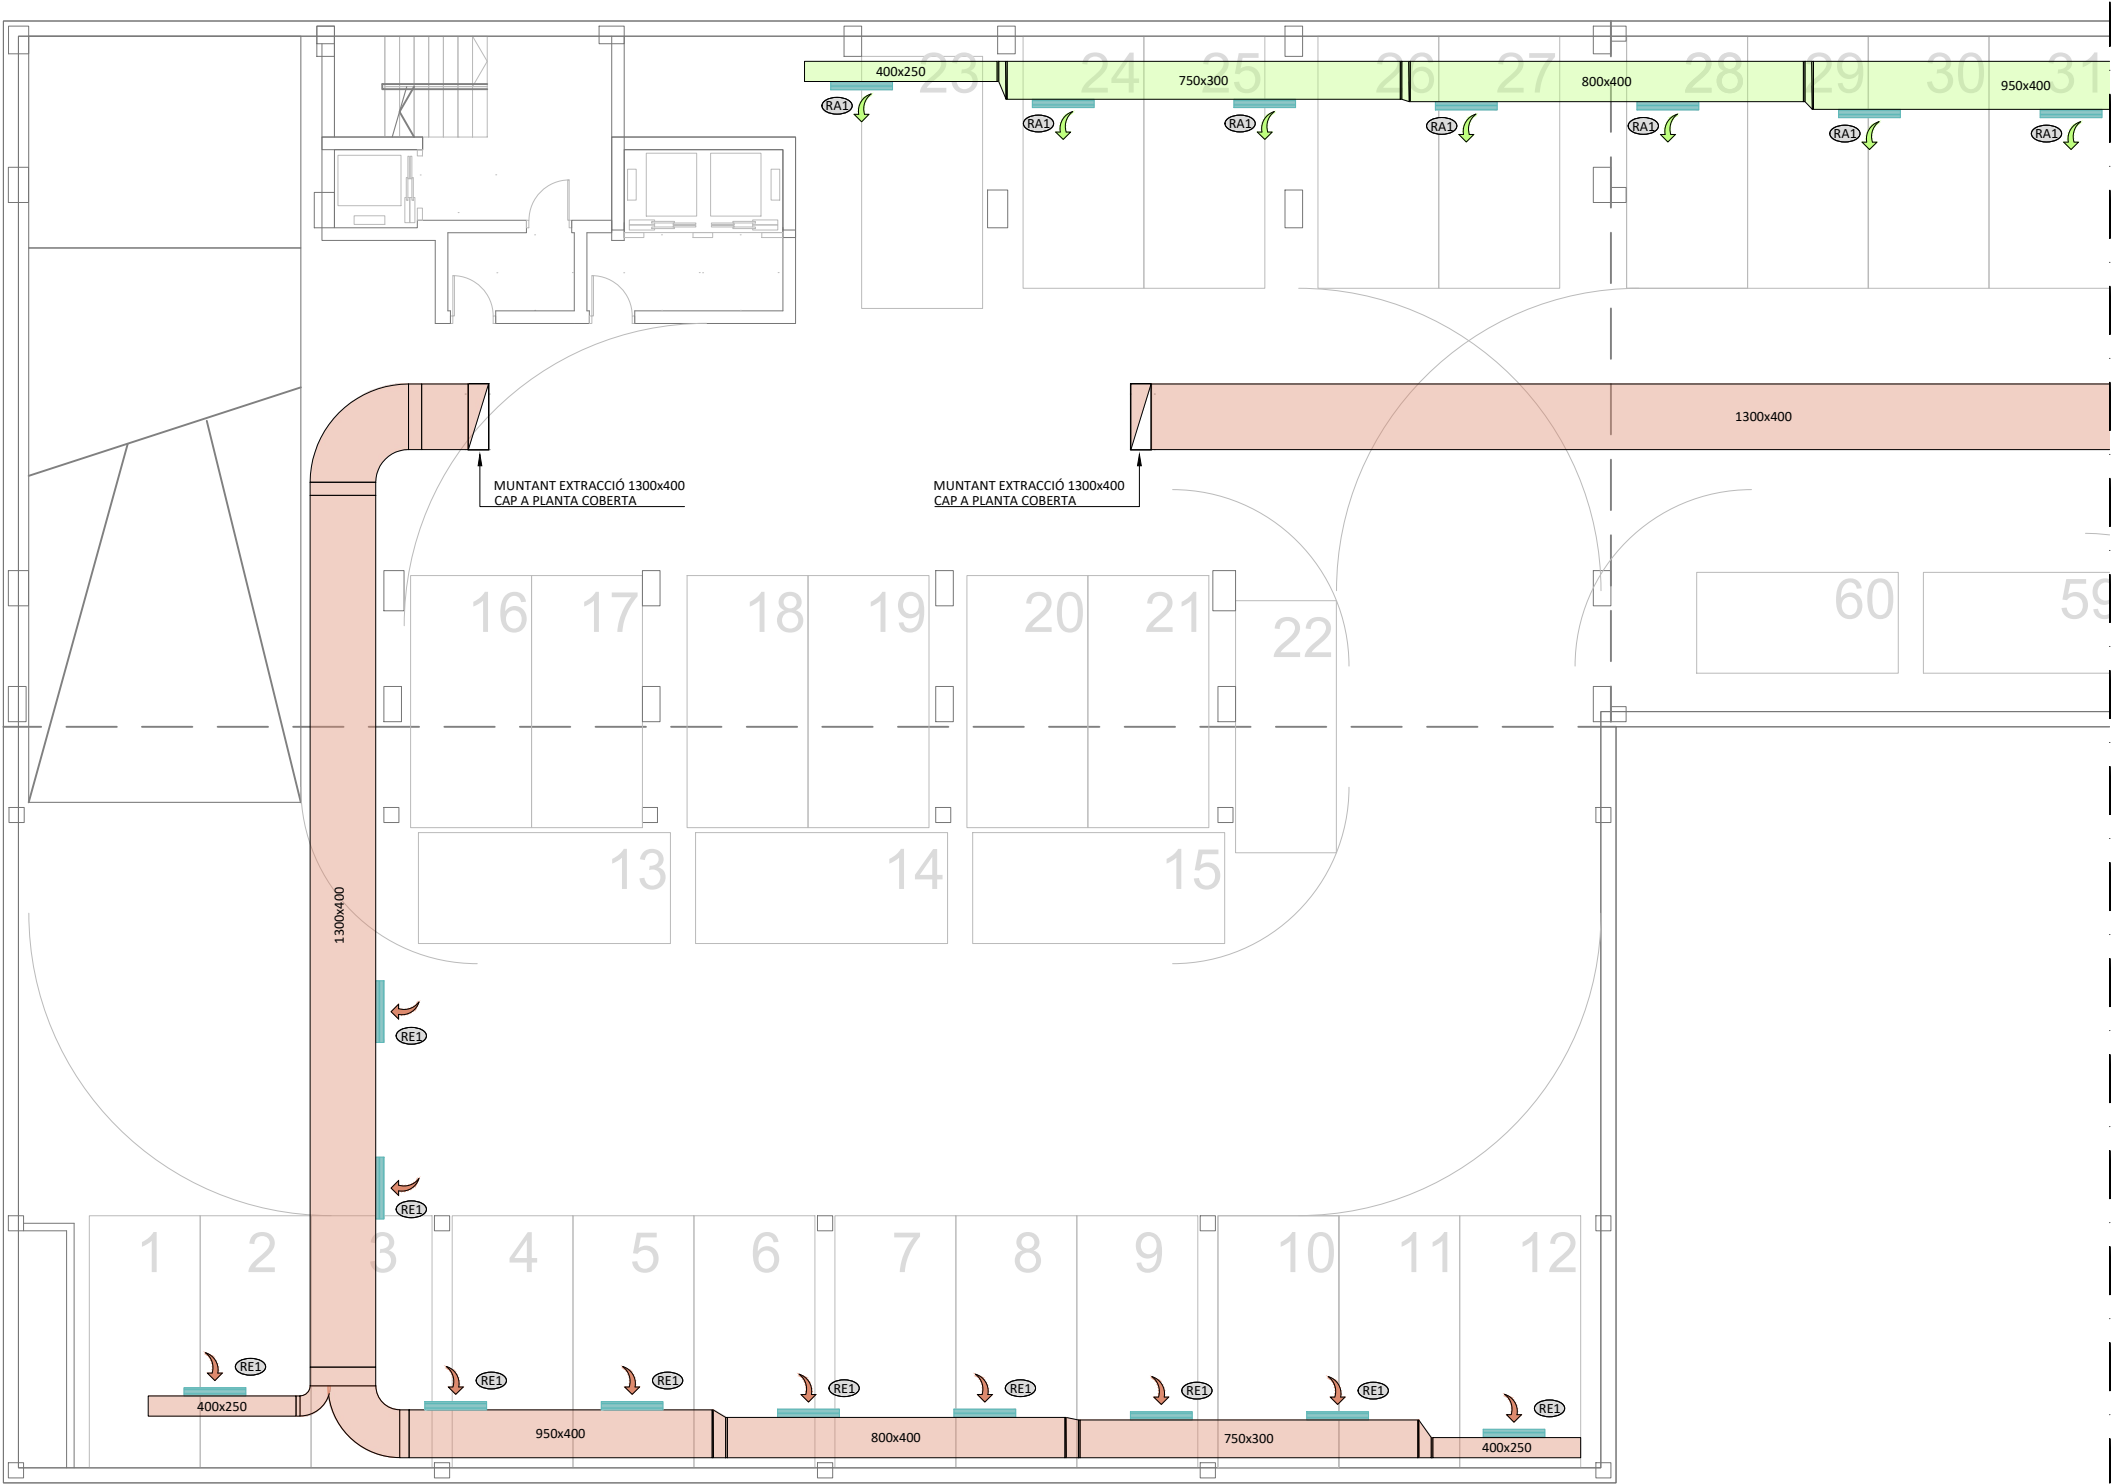 23
24
25
26
27
28
29
30
31
400x250
750x300
800x400
950x400
RA1
RA1
RA1
RA1
RA1
RA1
RA1
1300x400
MUNTANT EXTRACCIÓ 1300x400
CAP A PLANTA COBERTA
MUNTANT EXTRACCIÓ 1300x400
CAP A PLANTA COBERTA
16
17
18
19
20
21
22
60
59
13
14
15
1300x400
RE1
RE1
1
2
3
4
5
6
7
8
9
10
11
12
RE1
RE1
RE1
RE1
RE1
RE1
RE1
RE1
400x250
950x400
800x400
750x300
400x250